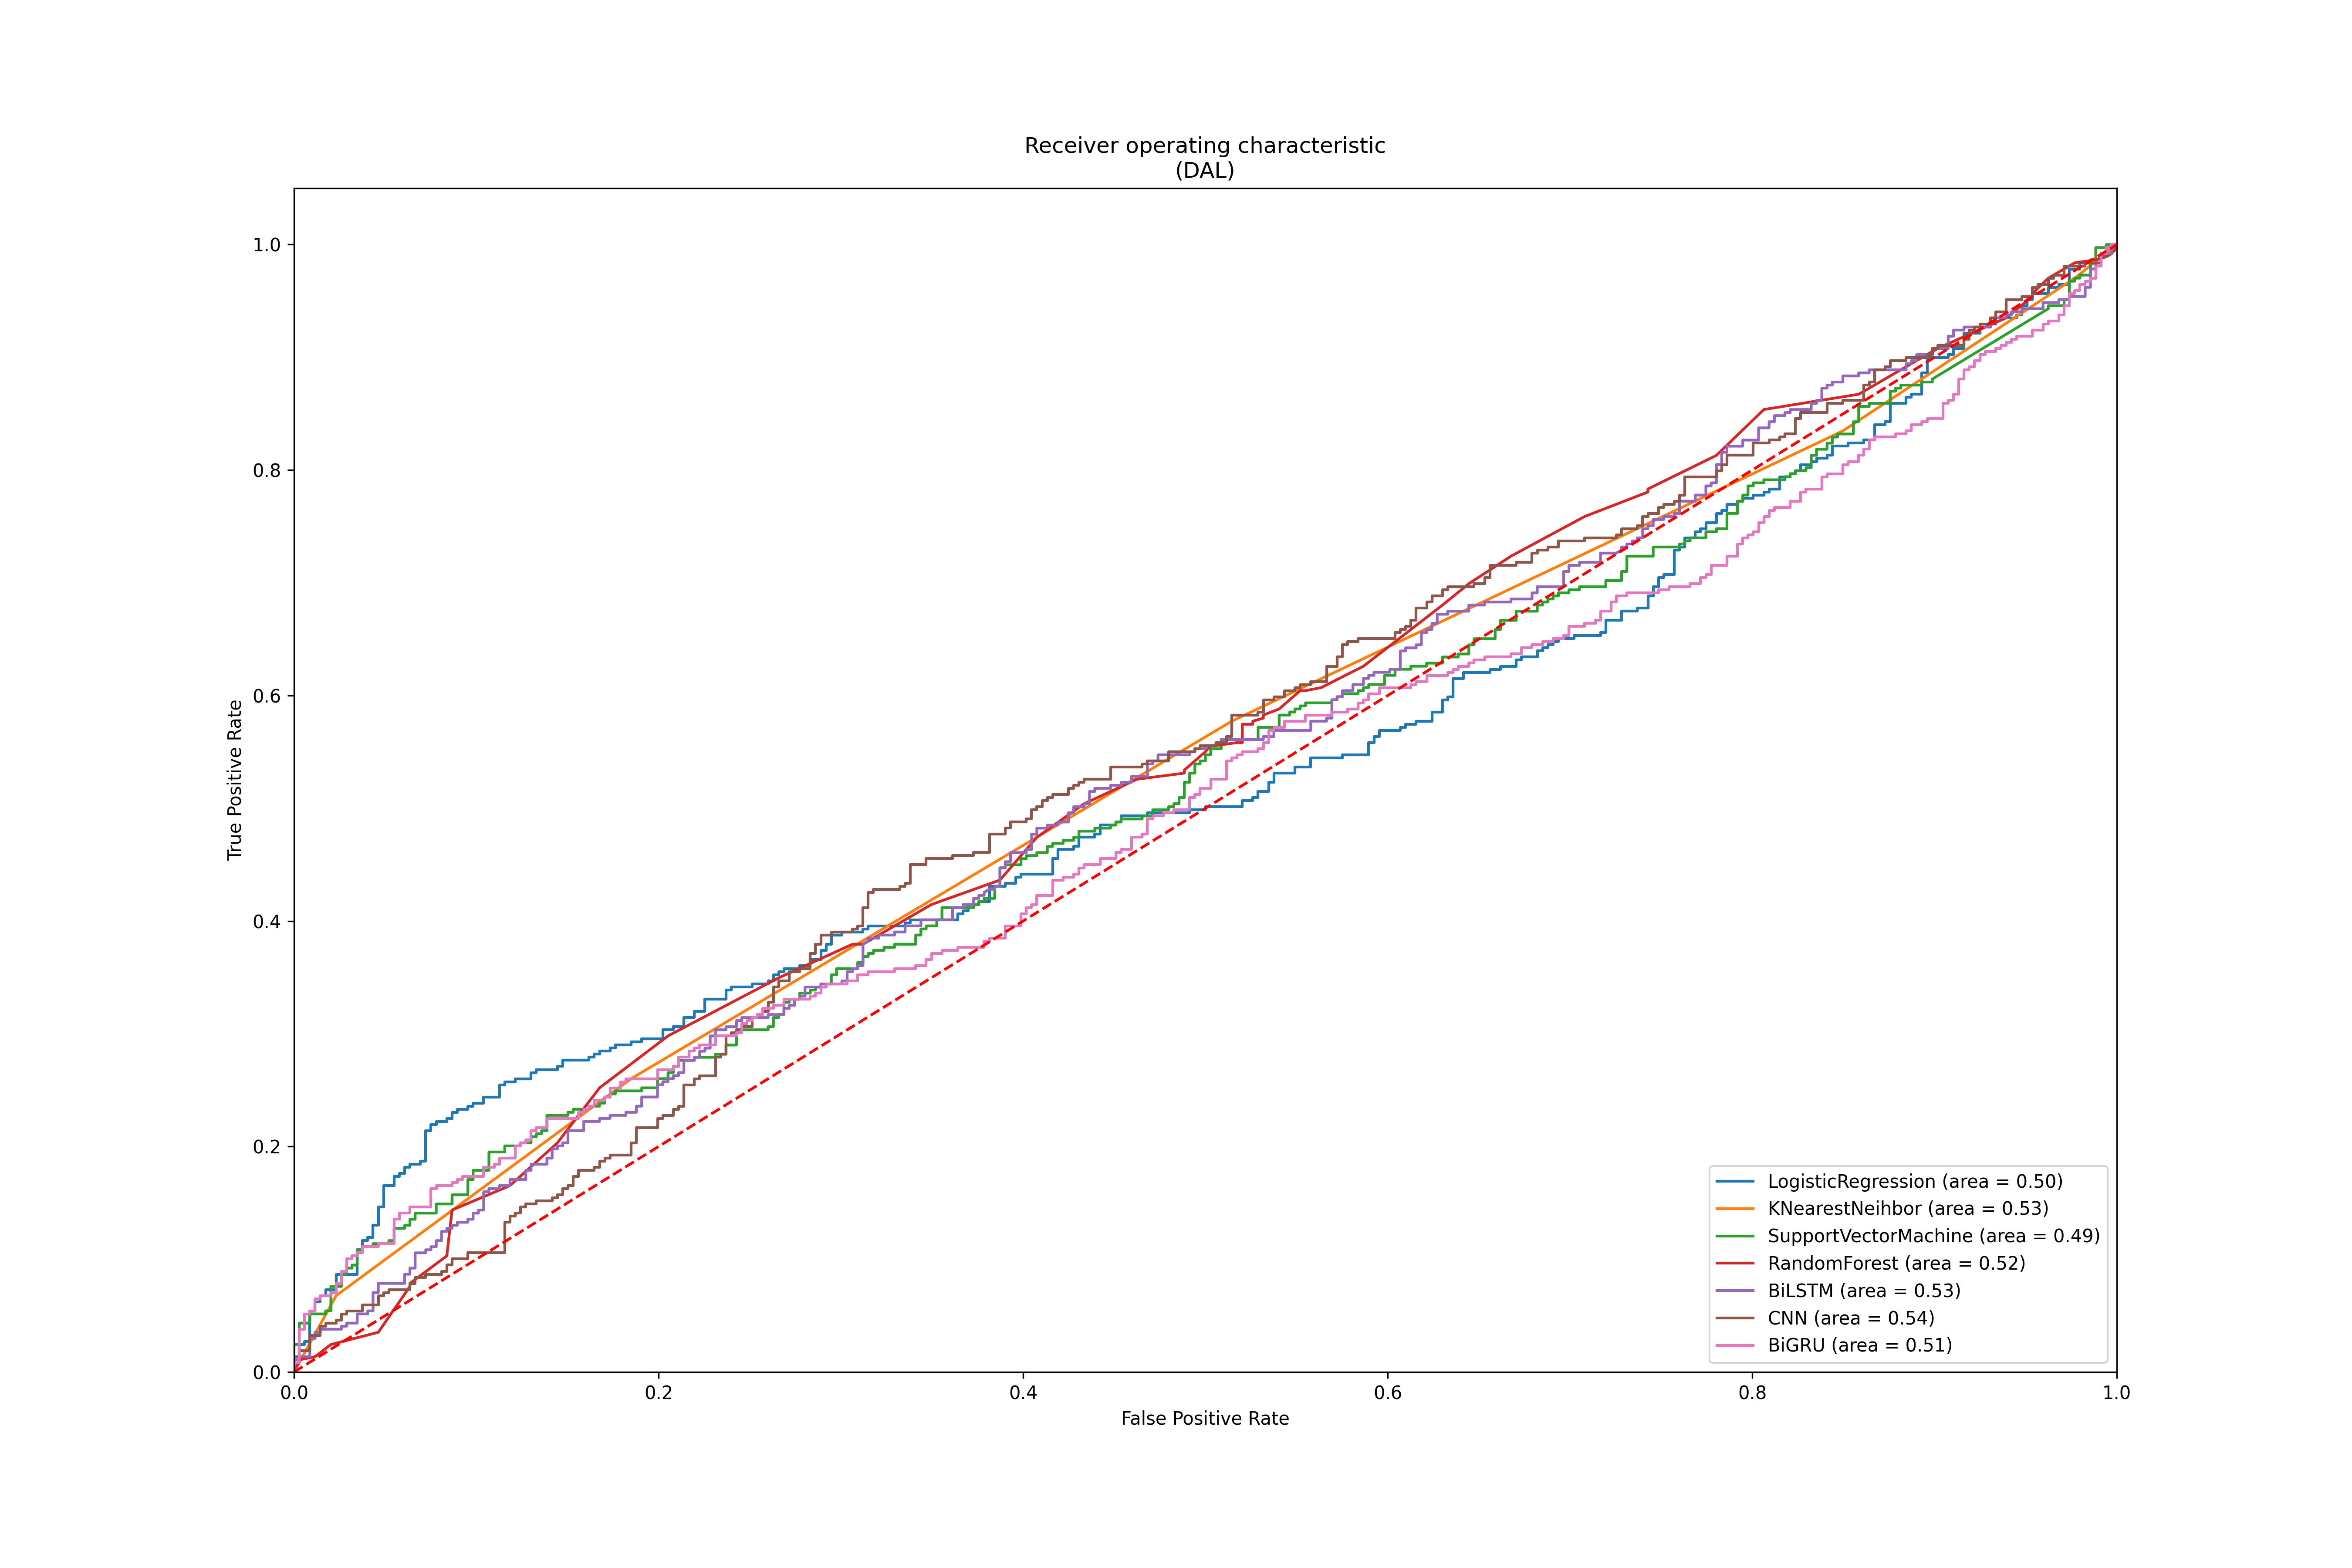 Receiver operating characteristic
(DAL)
True Positive Rate
1.0
0.8
0.6
0.4
0.2
0.0
0.0 0.2 0.4 0.6 0.8 1.0
False Positive Rate
LogisticRegression (area = 0.50)
KNearestNeihbor (area = 0.53)
SupportVectorMachine (area = 0.49)
RandomForest (area = 0.52)
BiLSTM (area = 0.53)
CNN (area = 0.54)
BiGRU (area = 0.51)